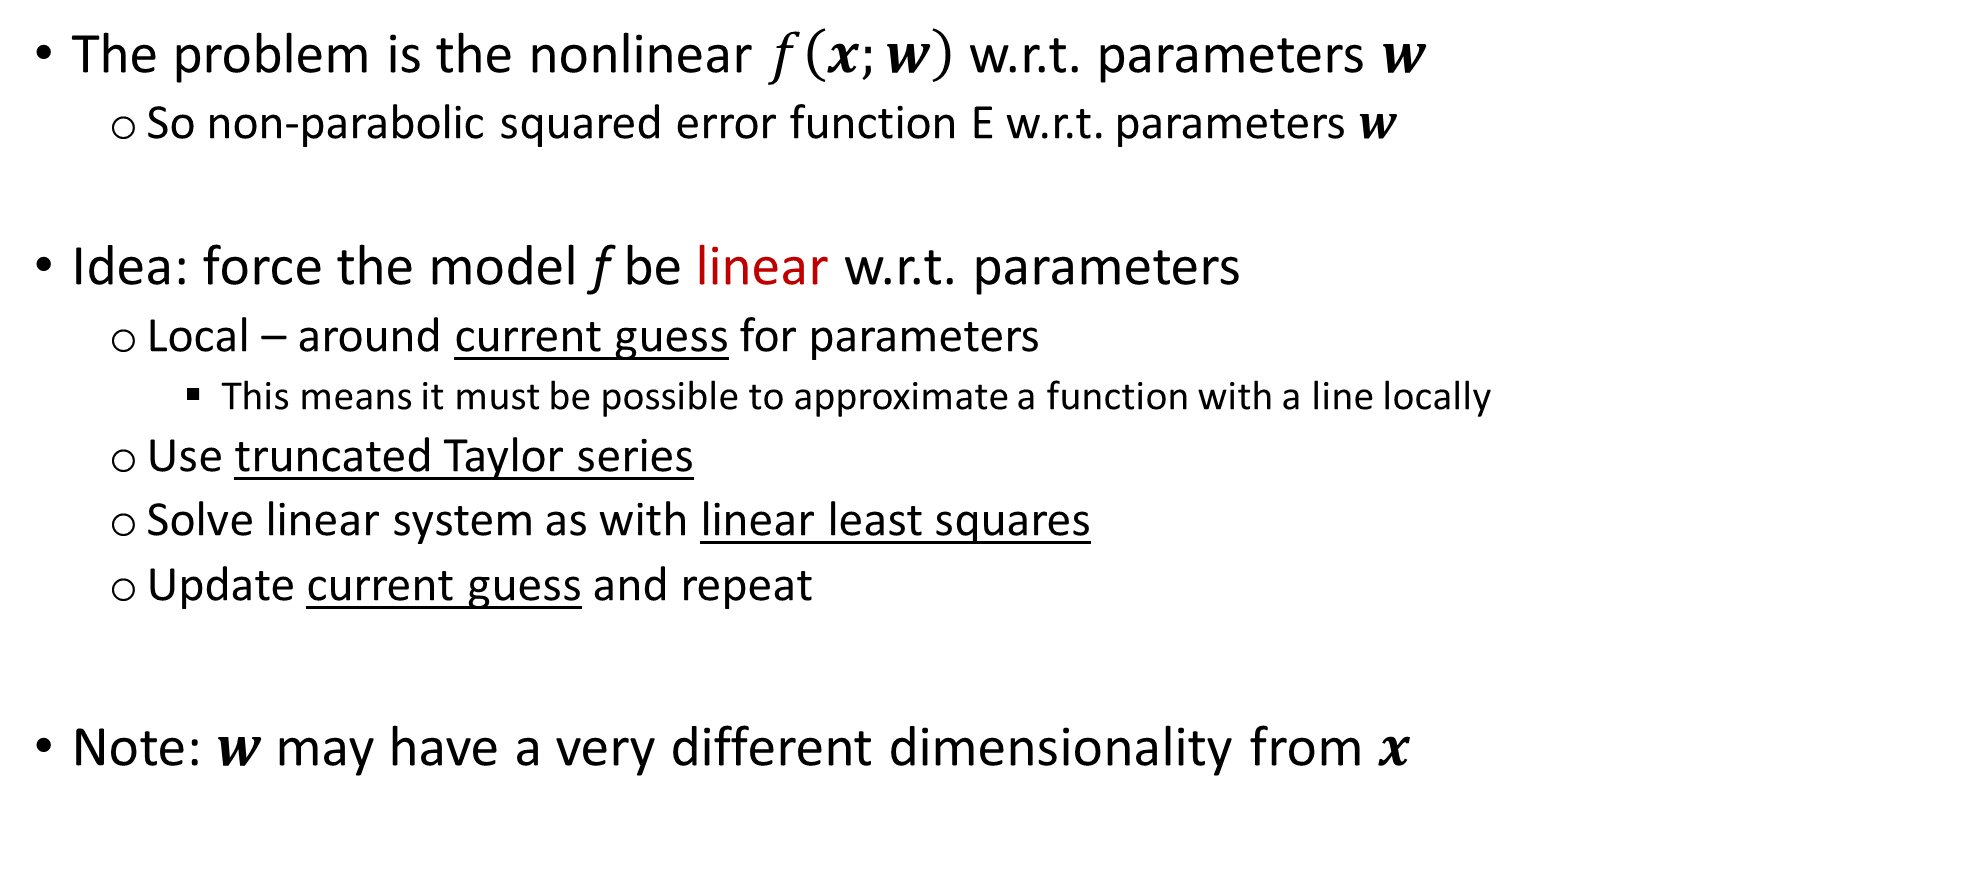 • The problem is the nonlinear f(x; w) w.r.t. parameters w
o So non-parabolic squared error function E w.r.t. parameters w
• Idea: force the model f be linear w.r.t. parameters
o Local – around current guess for parameters
▪ This means it must be possible to approximate a function with a line locally
o Use truncated Taylor series
o Solve linear system as with linear least squares
o Update current guess and repeat
• Note: w may have a very different dimensionality from x